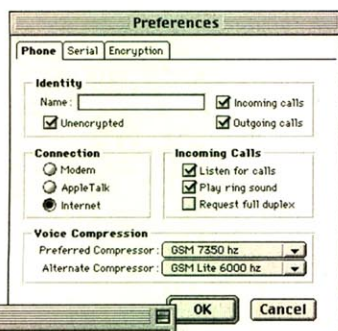 Preferences
Phone Serial Encryption
Identity
Name: Incoming calls
Unencrypted Outgoing calls
Connection
Modem
AppleTalk
Internet
Incoming Calls
Listen for calls
Play ring sound
Request full duplex
Voice Compression
Preferred Compressor: GSM 7350 hz
Alternate Compressor: GSM Lite 6000 hz
OK Cancel